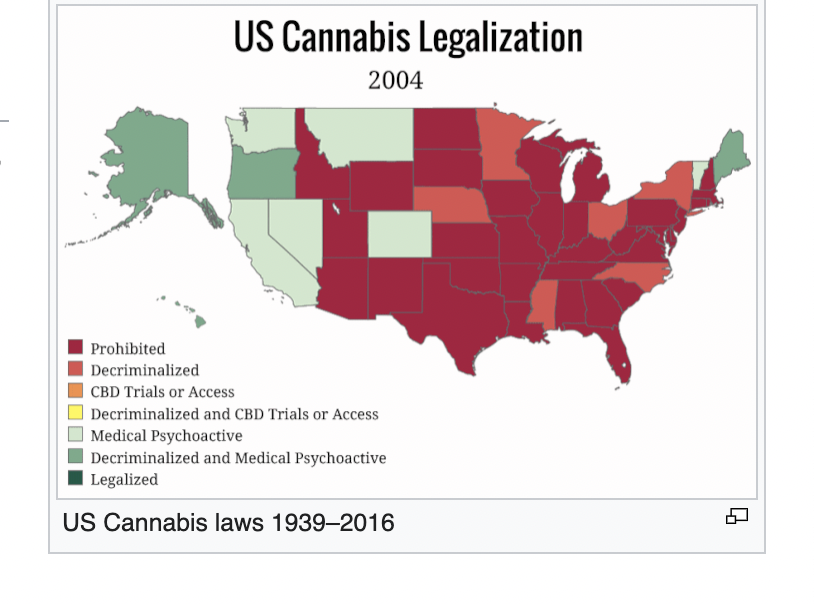 US Cannabis Legalization
2004
Prohibited
Decriminalized
CBD Trials or Access
Decriminalized and CBD Trials or Access
Medical Psychoactive
Decriminalized and Medical Psychoactive
Legalized
US Cannabis laws 1939–2016